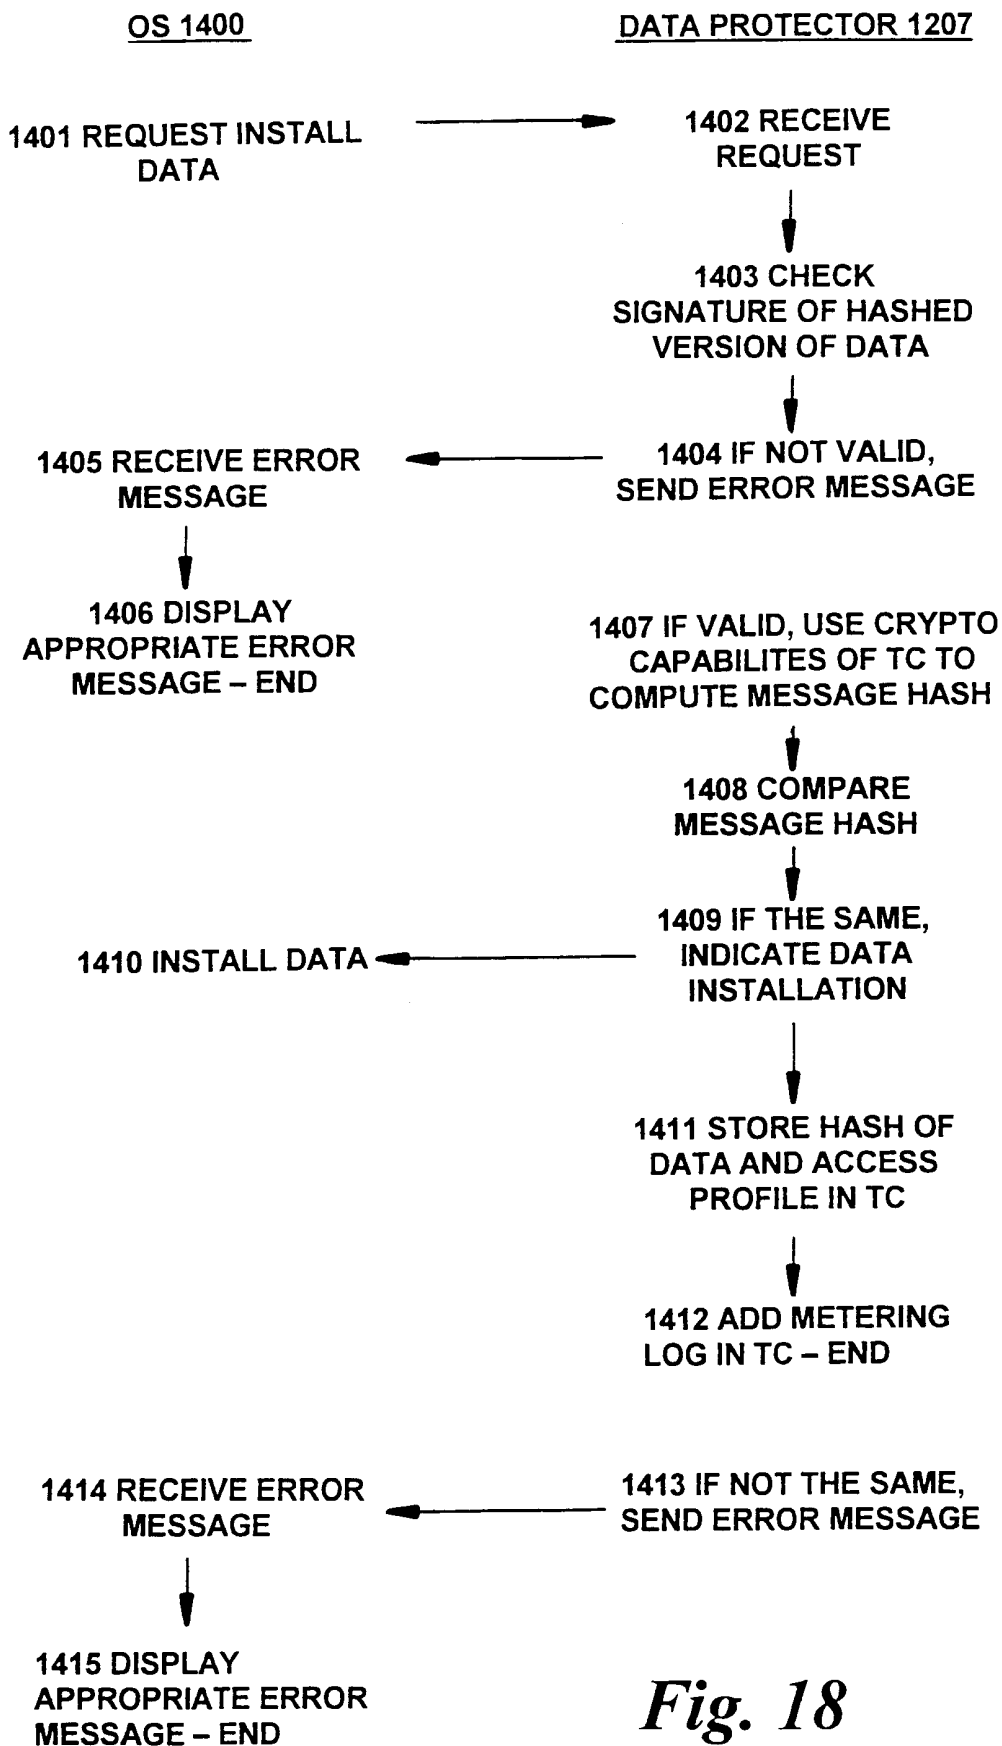 OS 1400
DATA PROTECTOR 1207
1401 REQUEST INSTALL
DATA
1402 RECEIVE
REQUEST
1403 CHECK
SIGNATURE OF HASHED
VERSION OF DATA
1404 IF NOT VALID,
SEND ERROR MESSAGE
1405 RECEIVE ERROR
MESSAGE
1406 DISPLAY
APPROPRIATE ERROR
MESSAGE – END
1407 IF VALID, USE CRYPTO
CAPABILITES OF TC TO
COMPUTE MESSAGE HASH
1408 COMPARE
MESSAGE HASH
1409 IF THE SAME,
INDICATE DATA
INSTALLATION
1410 INSTALL DATA
1411 STORE HASH OF
DATA AND ACCESS
PROFILE IN TC
1412 ADD METERING
LOG IN TC – END
1413 IF NOT THE SAME,
SEND ERROR MESSAGE
1414 RECEIVE ERROR
MESSAGE
1415 DISPLAY
APPROPRIATE ERROR
MESSAGE – END
Fig. 18